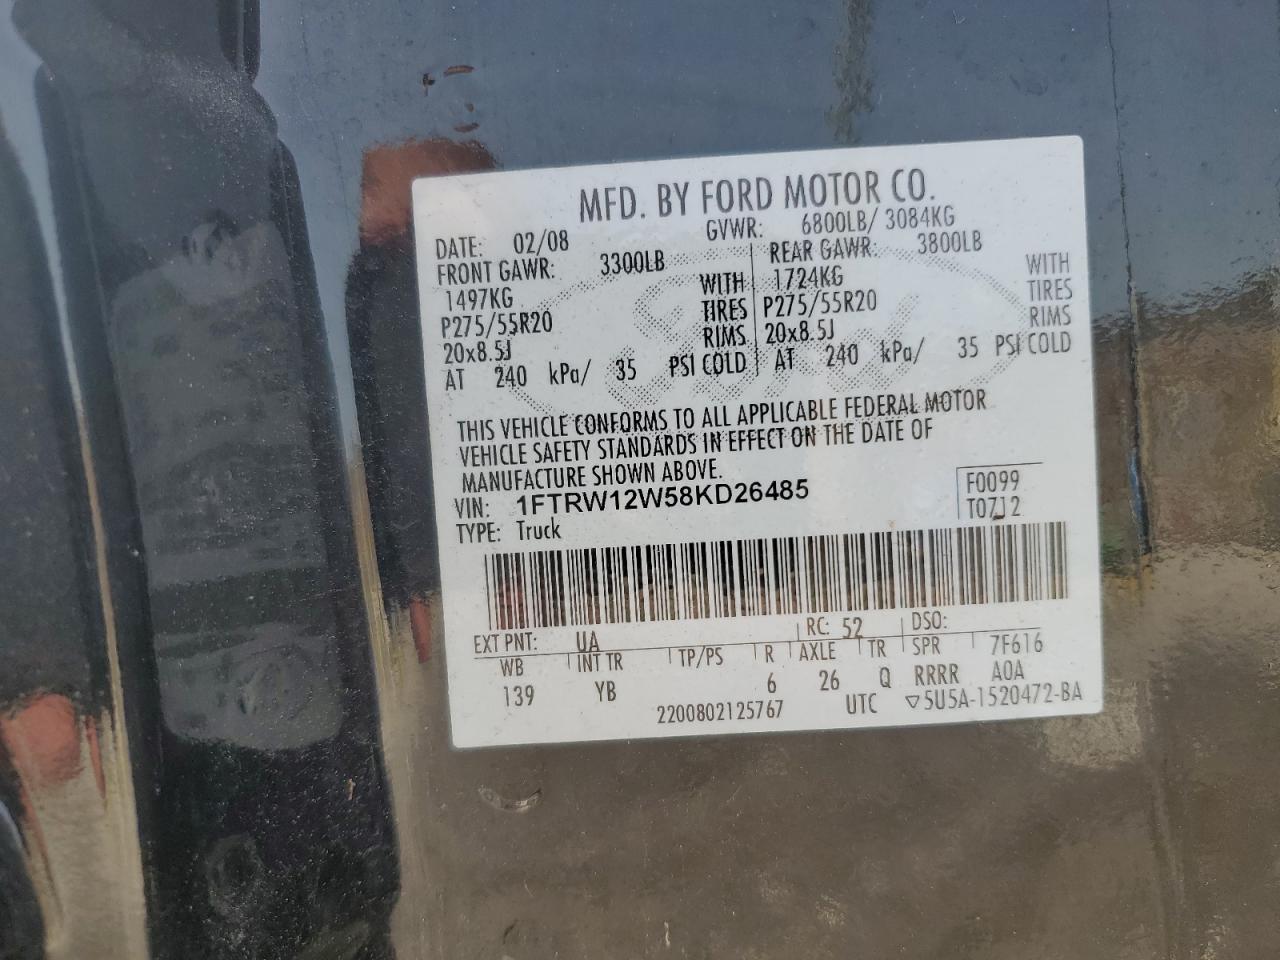 MFD. BY FORD MOTOR CO.
DATE: 02/08 GVWR: 6800LB/ 3084KG
FRONT GAWR: 3300LB REAR GAWR: 3800LB
1497KG WITH 1724KG WITH
P275/55R20 TIRES P275/55R20 TIRES
20x8.5J RIMS 20x8.5J RIMS
AT 240 kPa/ 35 PSI COLD AT 240 kPa/ 35 PSI COLD
THIS VEHICLE CONFORMS TO ALL APPLICABLE FEDERAL MOTOR
VEHICLE SAFETY STANDARDS IN EFFECT ON THE DATE OF
MANUFACTURE SHOWN ABOVE.
VIN: 1FTRW12W58KD26485 F0099
TYPE: Truck T0712
EXT PNT: UA RC: 52 DSO:
WB INT TR TP/PS R AXLE TR SPR 7F616
139 YB 6 26 Q RRRR A0A
2200802125767 UTC ▽5U5A-1520472-BA